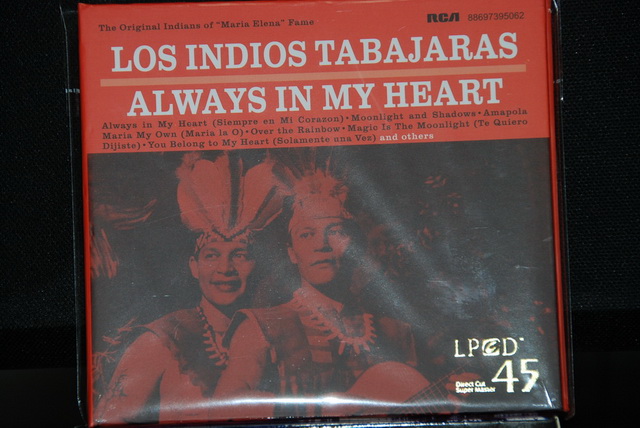 The Original Indians of "Maria Elena" Fame
RCA 88697395062
LOS INDIOS TABAJARAS
ALWAYS IN MY HEART
Always in My Heart (Siempre en Mi Corazon)•Moonlight and Shadows•Amapola
Maria My Own (Maria la O)•Over the Rainbow•Magic Is The Moonlight (Te Quiero
Dijiste)•You Belong to My Heart (Solamente una Vez) and others
LPCD
45
Direct Cut
Super Master